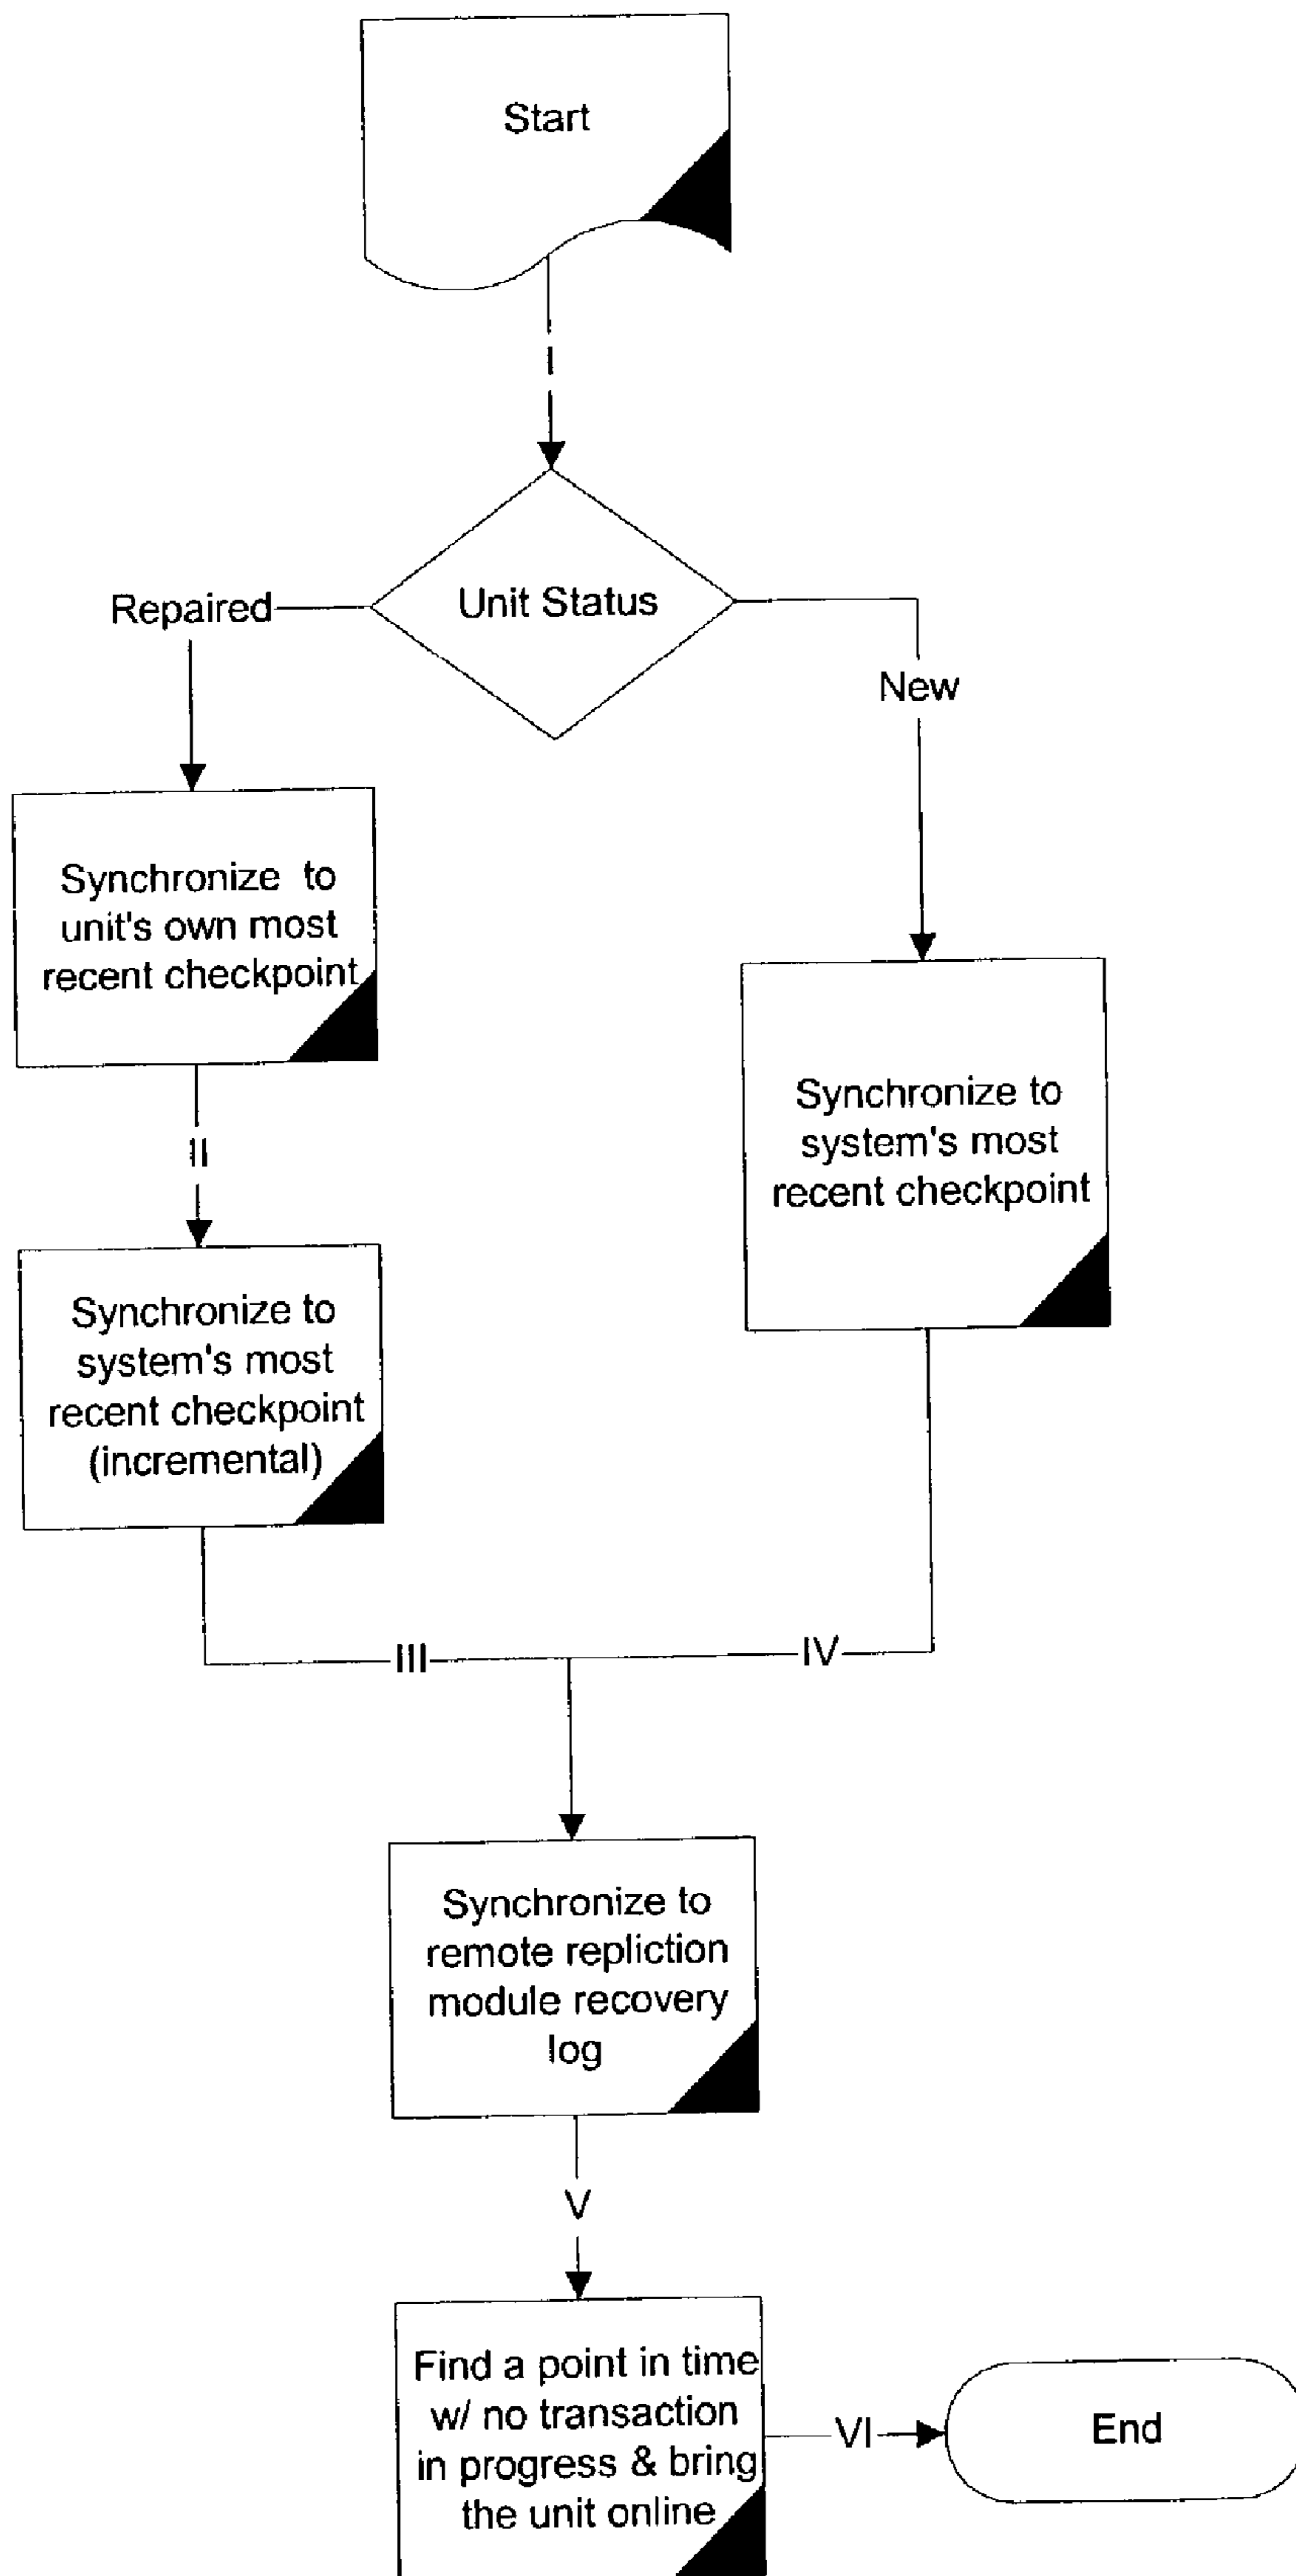 Start
I
Unit Status
Repaired
New
Synchronize to
unit's own most
recent checkpoint
Synchronize to
system's most
recent checkpoint
II
Synchronize to
system's most
recent checkpoint
(incremental)
III
IV
Synchronize to
remote repliction
module recovery
log
V
Find a point in time
w/ no transaction
in progress & bring
the unit online
VI
End